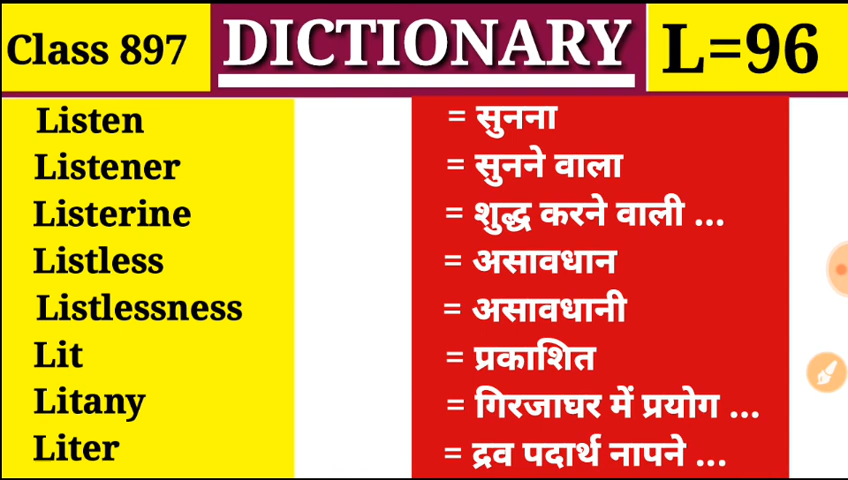 Class 897 DICTIONARY L=96
Listen = सुनना
Listener = सुनने वाला
Listerine = शुद्ध करने वाली ...
Listless = असावधान
Listlessness = असावधानी
Lit = प्रकाशित
Litany = गिरजाघर में प्रयोग ...
Liter = द्रव पदार्थ नापने ...